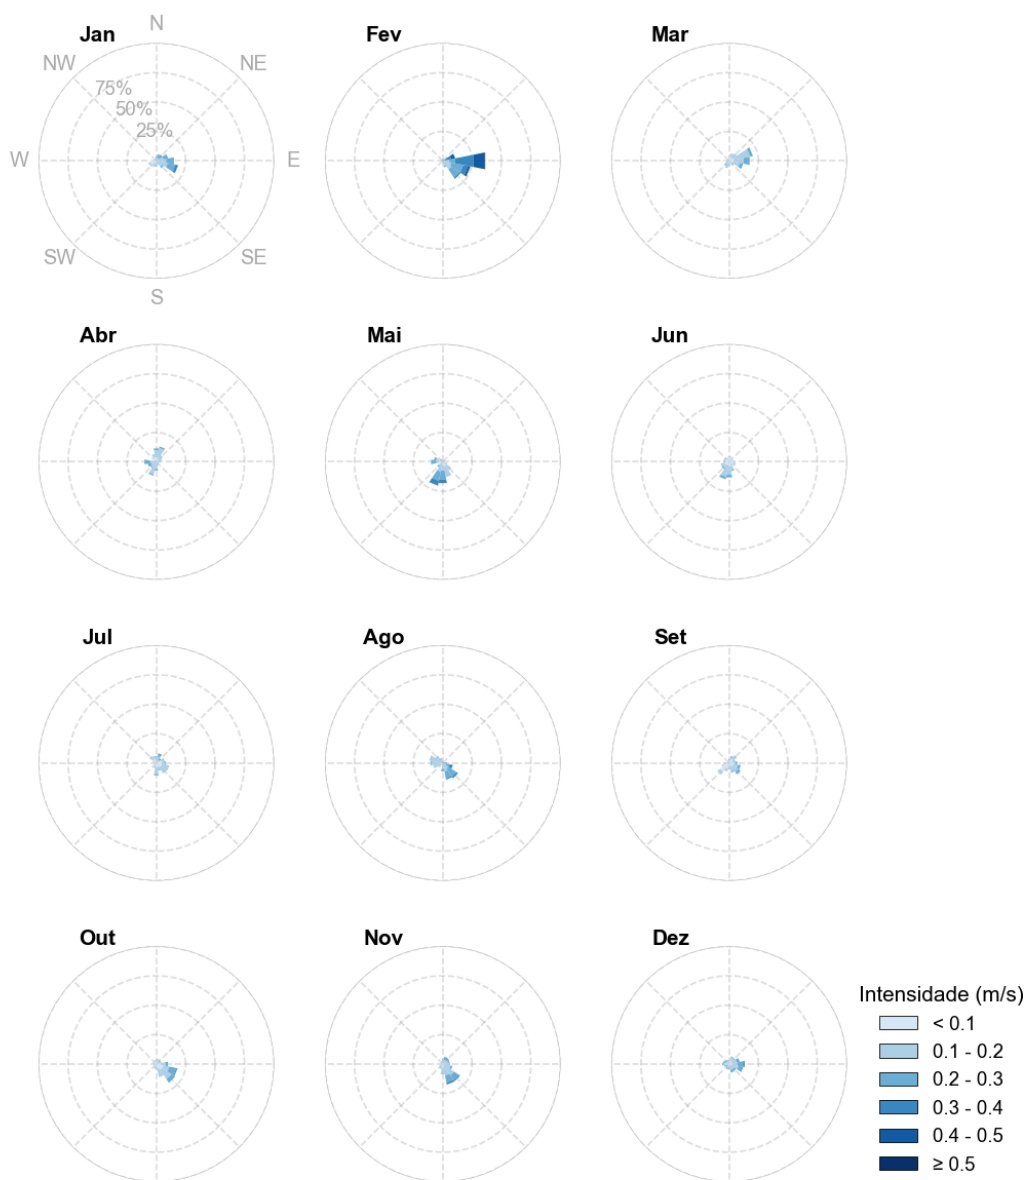 Jan
Fev
Mar
N
NW
NE
75%
50%
25%
W
E
SW
SE
S
Abr
Mai
Jun
Jul
Ago
Set
Out
Nov
Dez
Intensidade (m/s)
< 0.1
0.1 - 0.2
0.2 - 0.3
0.3 - 0.4
0.4 - 0.5
≥ 0.5